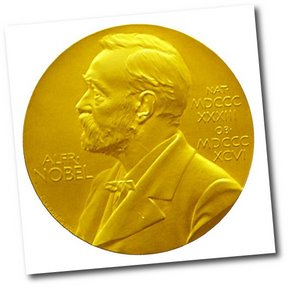 ALFR·
NOBEL
NAT·
MDCCC
XXXIII
OB·
MDCCC
XCVI